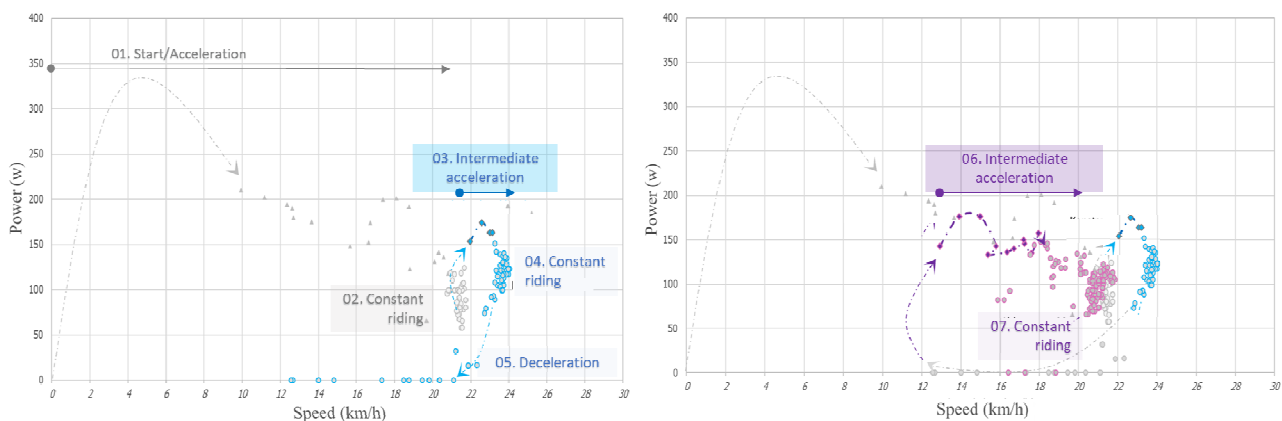 400
350
300
250
200
150
100
50
0
Power (w)
01. Start/Acceleration
03. Intermediate
acceleration
04. Constant
riding
02. Constant
riding
05. Deceleration
0 2 4 6 8 10 12 14 16 18 20 22 24 26 28 30
Speed (km/h)
400
350
300
250
200
150
100
50
0
Power (w)
06. Intermediate
acceleration
07. Constant
riding
0 2 4 6 8 10 12 14 16 18 20 22 24 26 28 30
Speed (km/h)